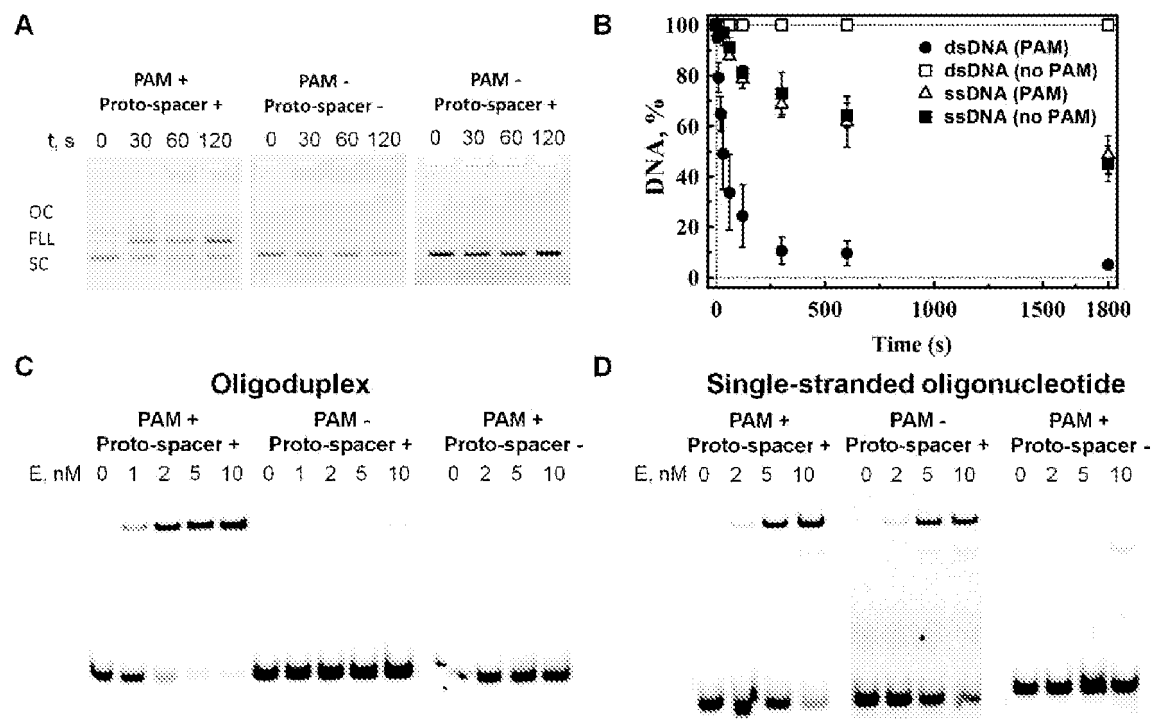 A
PAM + PAM - PAM -
Proto-spacer + Proto-spacer - Proto-spacer +
t, s 0 30 60 120 0 30 60 120 0 30 60 120
OC
FLL
SC
B
100
80
60
40
20
0
DNA, %
dsDNA (PAM)
dsDNA (no PAM)
ssDNA (PAM)
ssDNA (no PAM)
0 500 1000 1500 1800
Time (s)
C
Oligoduplex
PAM + PAM - PAM +
Proto-spacer + Proto-spacer + Proto-spacer -
E, nM 0 1 2 5 10 0 1 2 5 10 0 2 5 10
D
Single-stranded oligonucleotide
PAM + PAM - PAM +
Proto-spacer + Proto-spacer + Proto-spacer -
E, nM 0 2 5 10 0 2 5 10 0 2 5 10